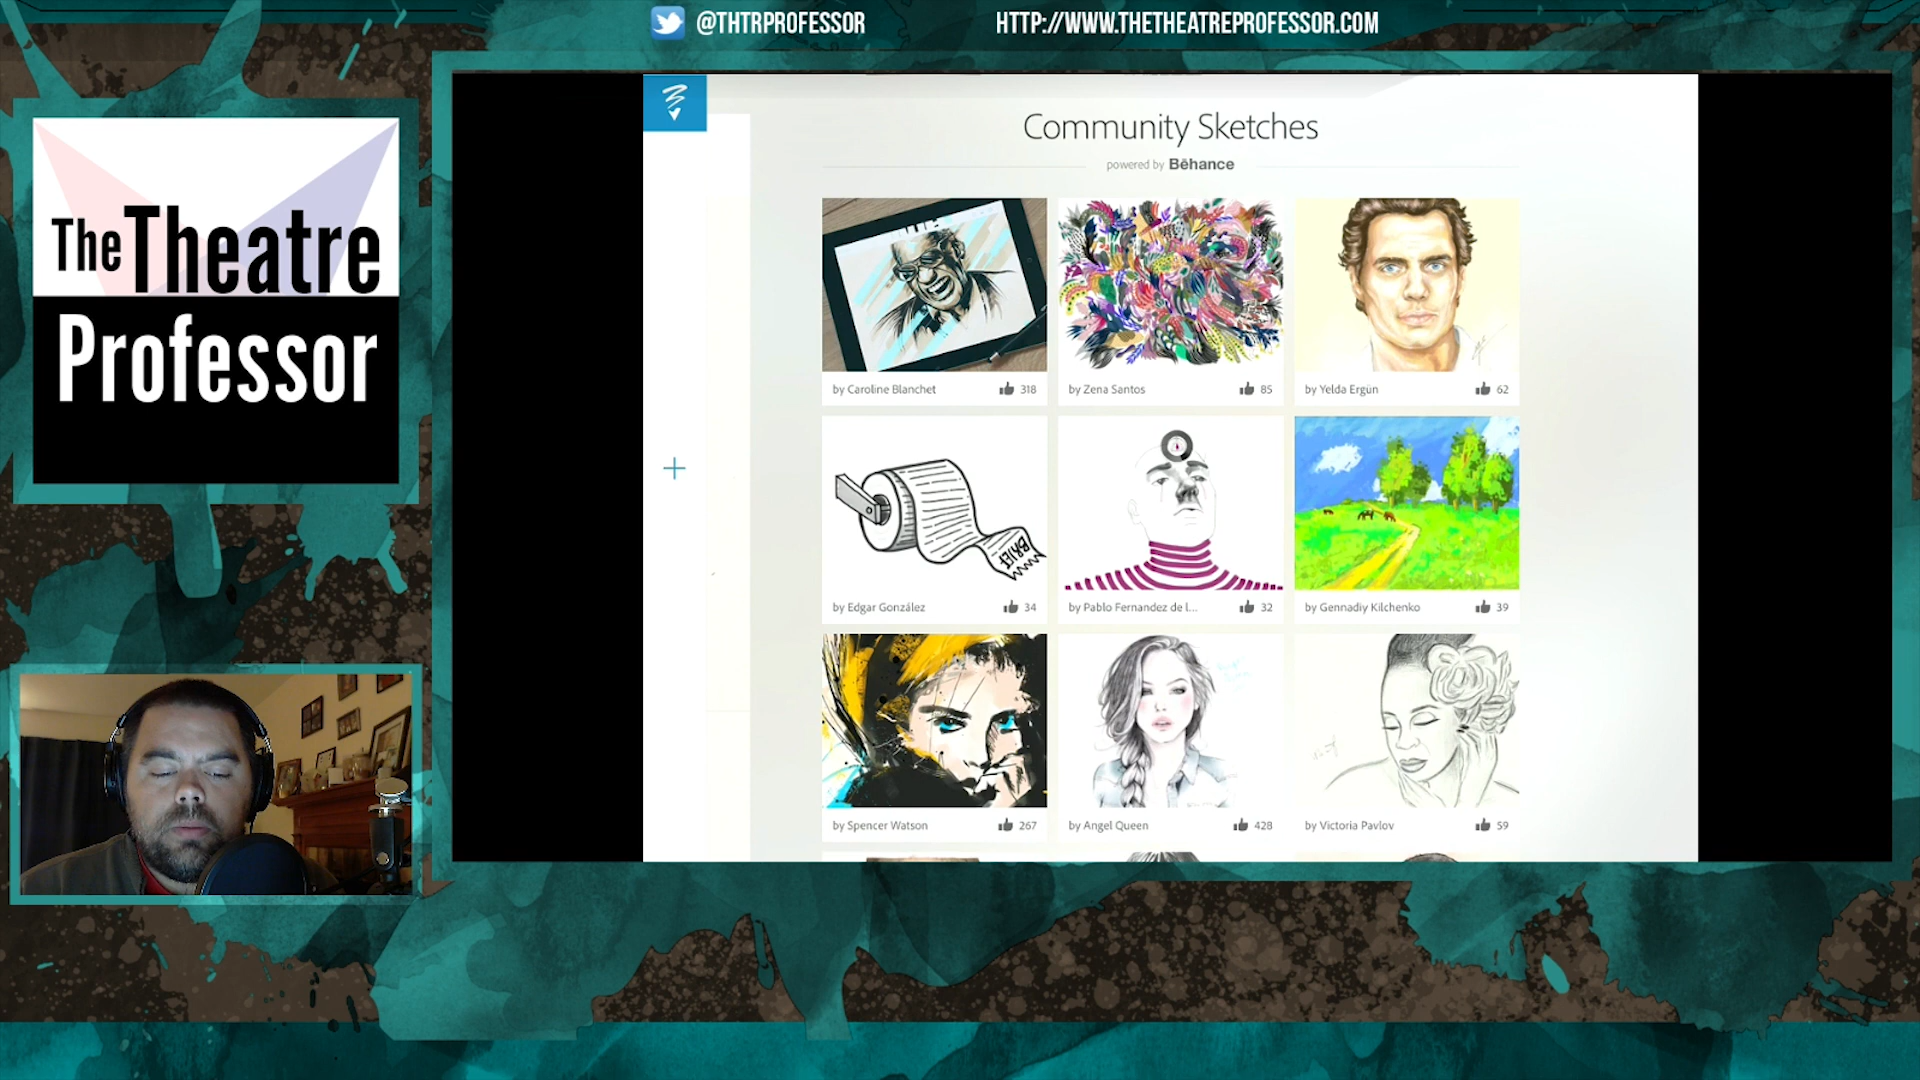 @THTRPROFESSOR
HTTP://WWW.THETHEATREPROFESSOR.COM
The Theatre
Professor
Community Sketches
powered by Bēhance
by Caroline Blanchet 318
by Zena Santos 85
by Yelda Ergün 62
BRIEF
by Edgar González 34
by Pablo Fernandez de l... 32
by Gennadiy Kilchenko 39
by Spencer Watson 267
by Angel Queen 428
by Victoria Pavlov 59